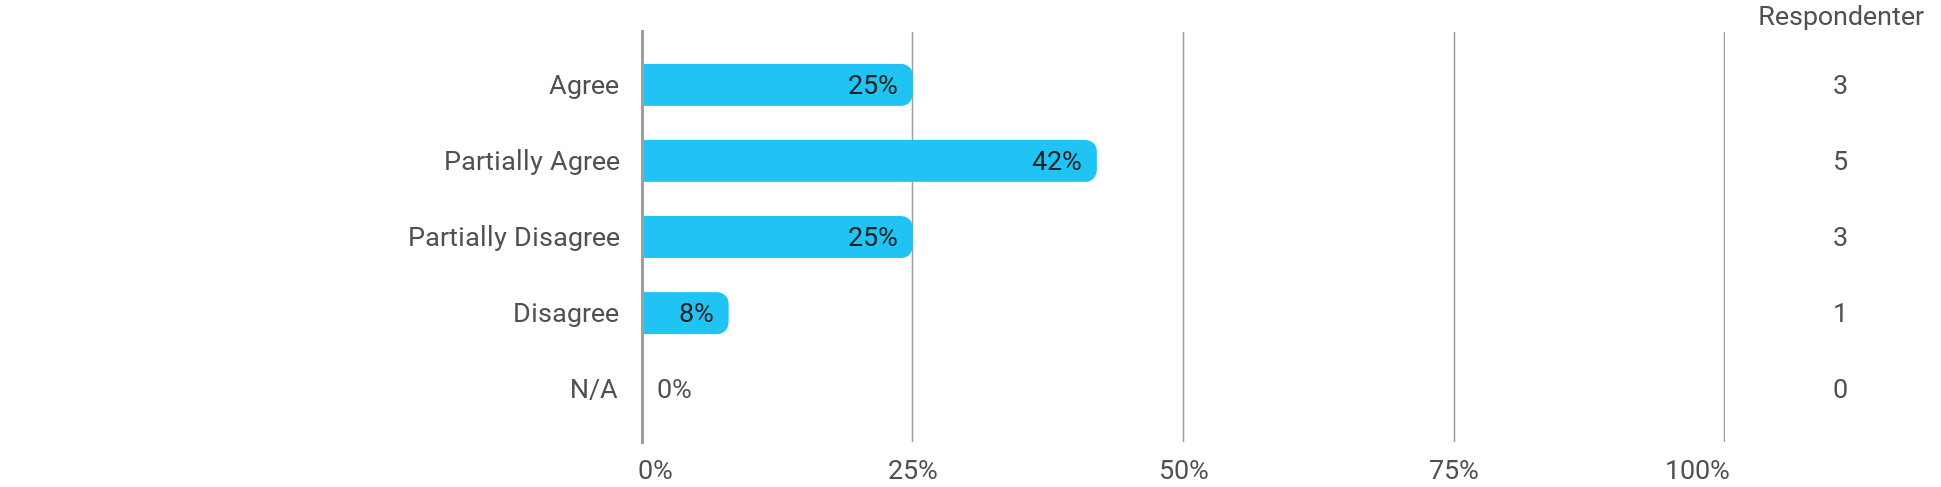 Respondenter
Agree 25% 3
Partially Agree 42% 5
Partially Disagree 25% 3
Disagree 8% 1
N/A 0% 0
0% 25% 50% 75% 100%